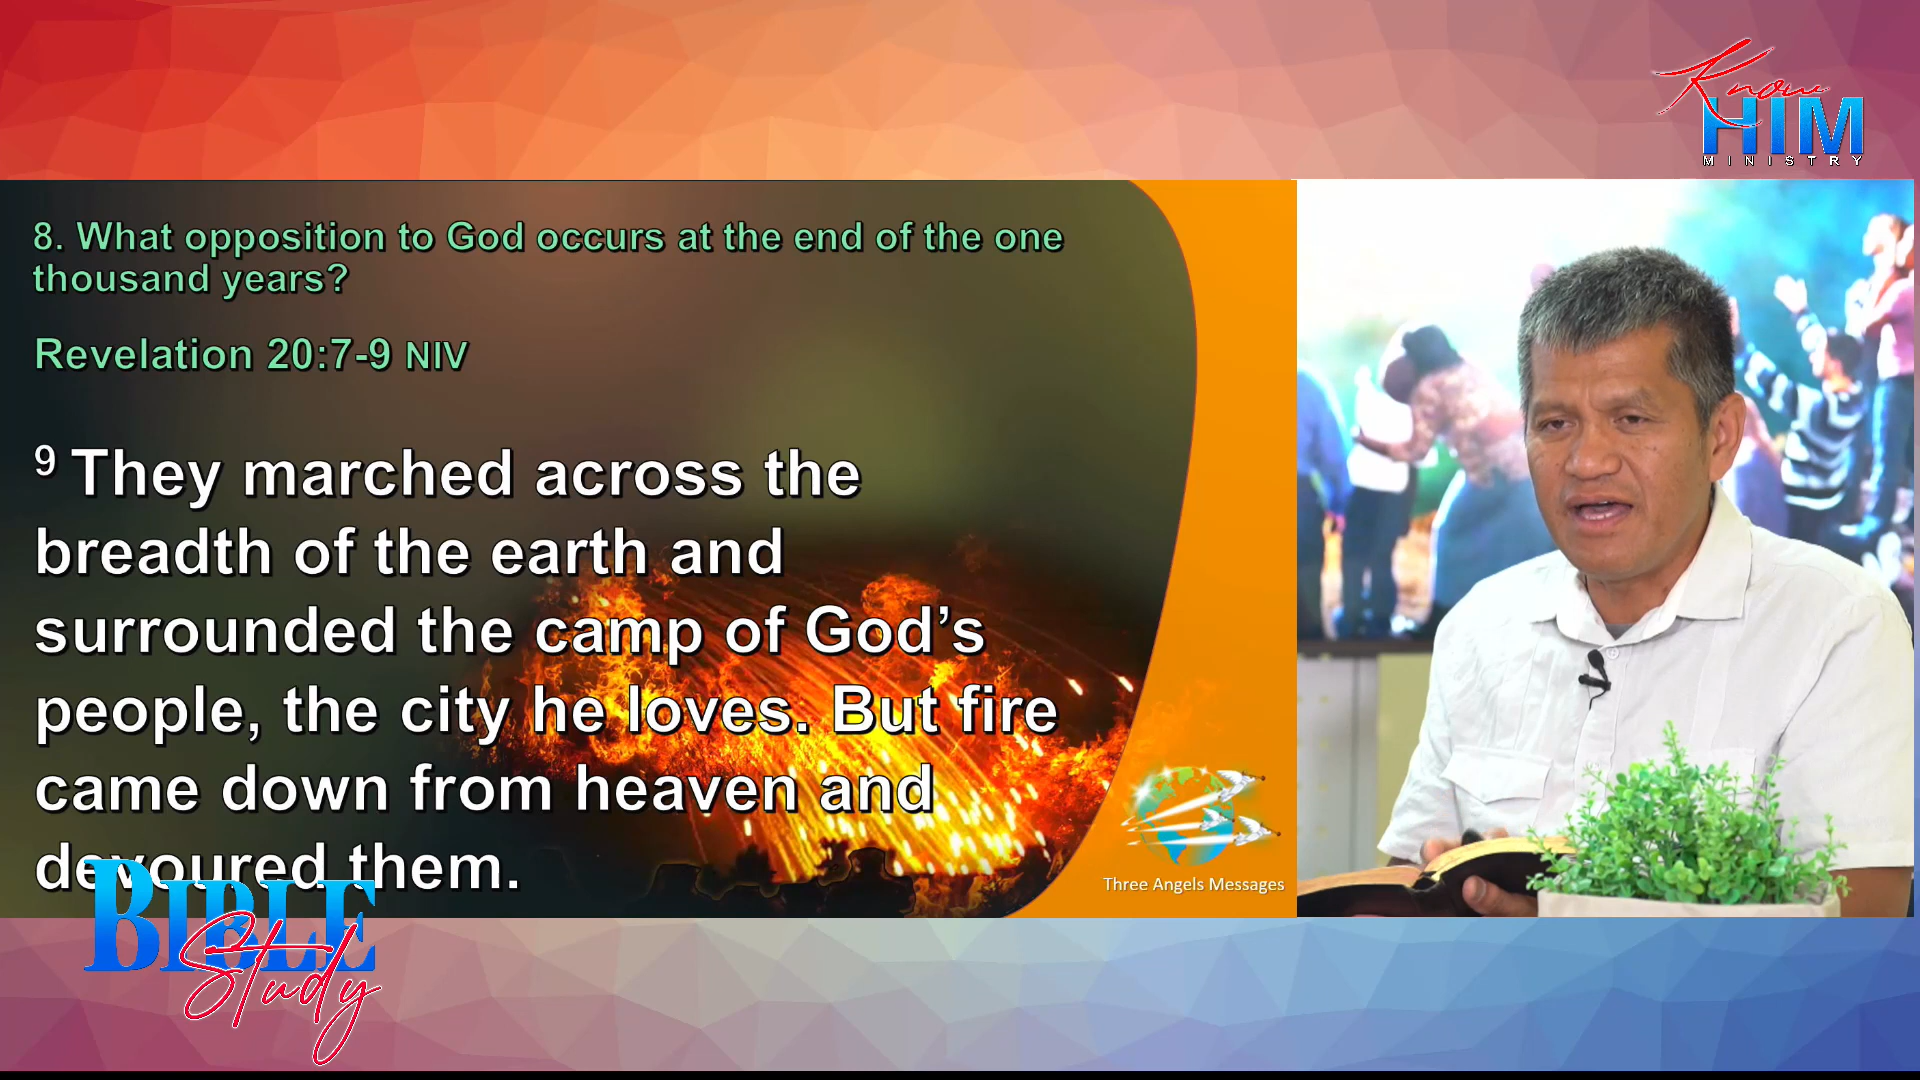 Know
HIM
MINISTRY
8. What opposition to God occurs at the end of the one
thousand years?
Revelation 20:7-9 NIV
9 They marched across the
breadth of the earth and
surrounded the camp of God’s
people, the city he loves. But fire
came down from heaven and
devoured them.
Three Angels Messages
BIBLE
Study